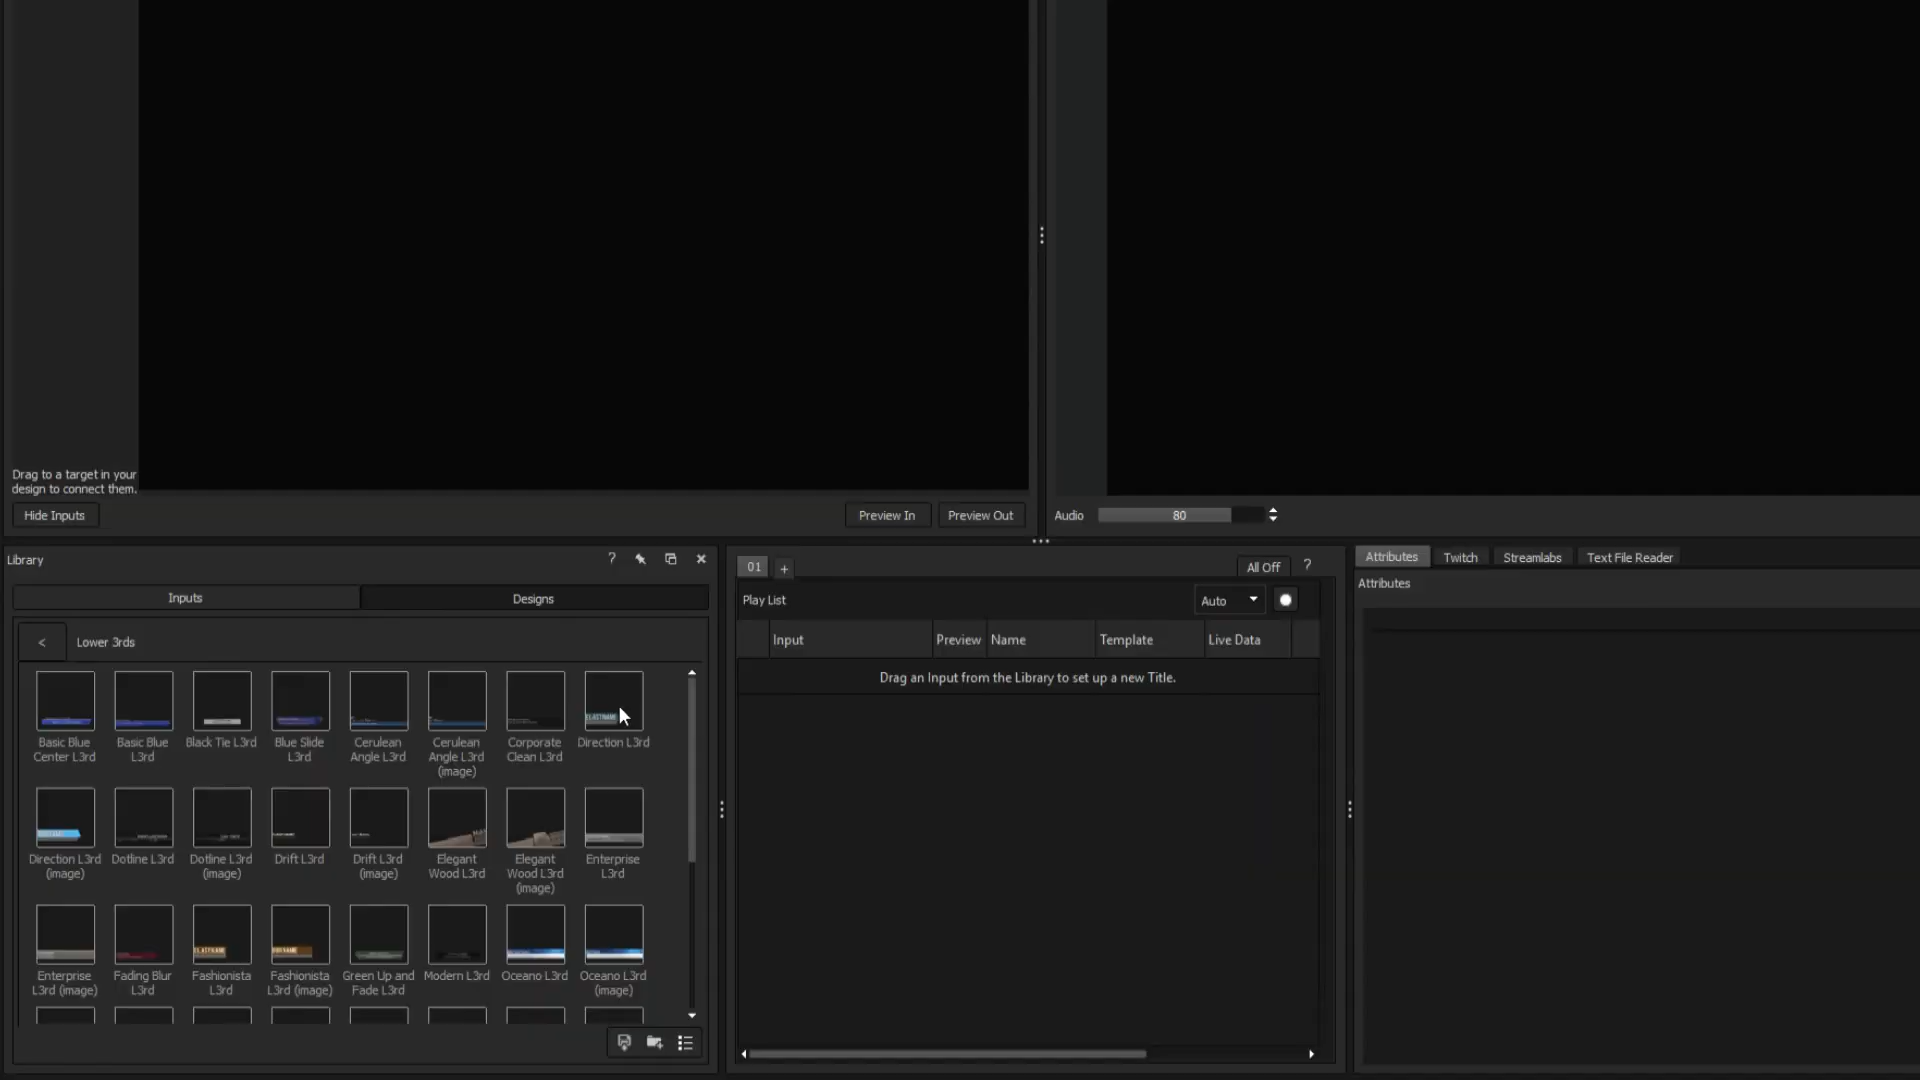 Drag to a target in your
design to connect them.
Hide Inputs
Preview In
Preview Out
Audio
80
Library
?
Inputs
Designs
<
Lower 3rds
Basic Blue
Center L3rd
Basic Blue
L3rd
Black Tie L3rd
Blue Slide
L3rd
Cerulean
Angle L3rd
Cerulean
Angle L3rd
(image)
Corporate
Clean L3rd
Direction L3rd
Direction L3rd
(image)
Dotline L3rd
Dotline L3rd
(image)
Drift L3rd
Drift L3rd
(image)
Elegant
Wood L3rd
Elegant
Wood L3rd
(image)
Enterprise
L3rd
Enterprise
L3rd (image)
Fading Blur
L3rd
Fashionista
L3rd
Fashionista
L3rd (image)
Green Up and
Fade L3rd
Modern L3rd
Oceano L3rd
Oceano L3rd
(image)
01
+
All Off
?
Play List
Auto
Input
Preview
Name
Template
Live Data
Drag an Input from the Library to set up a new Title.
Attributes
Twitch
Streamlabs
Text File Reader
Attributes